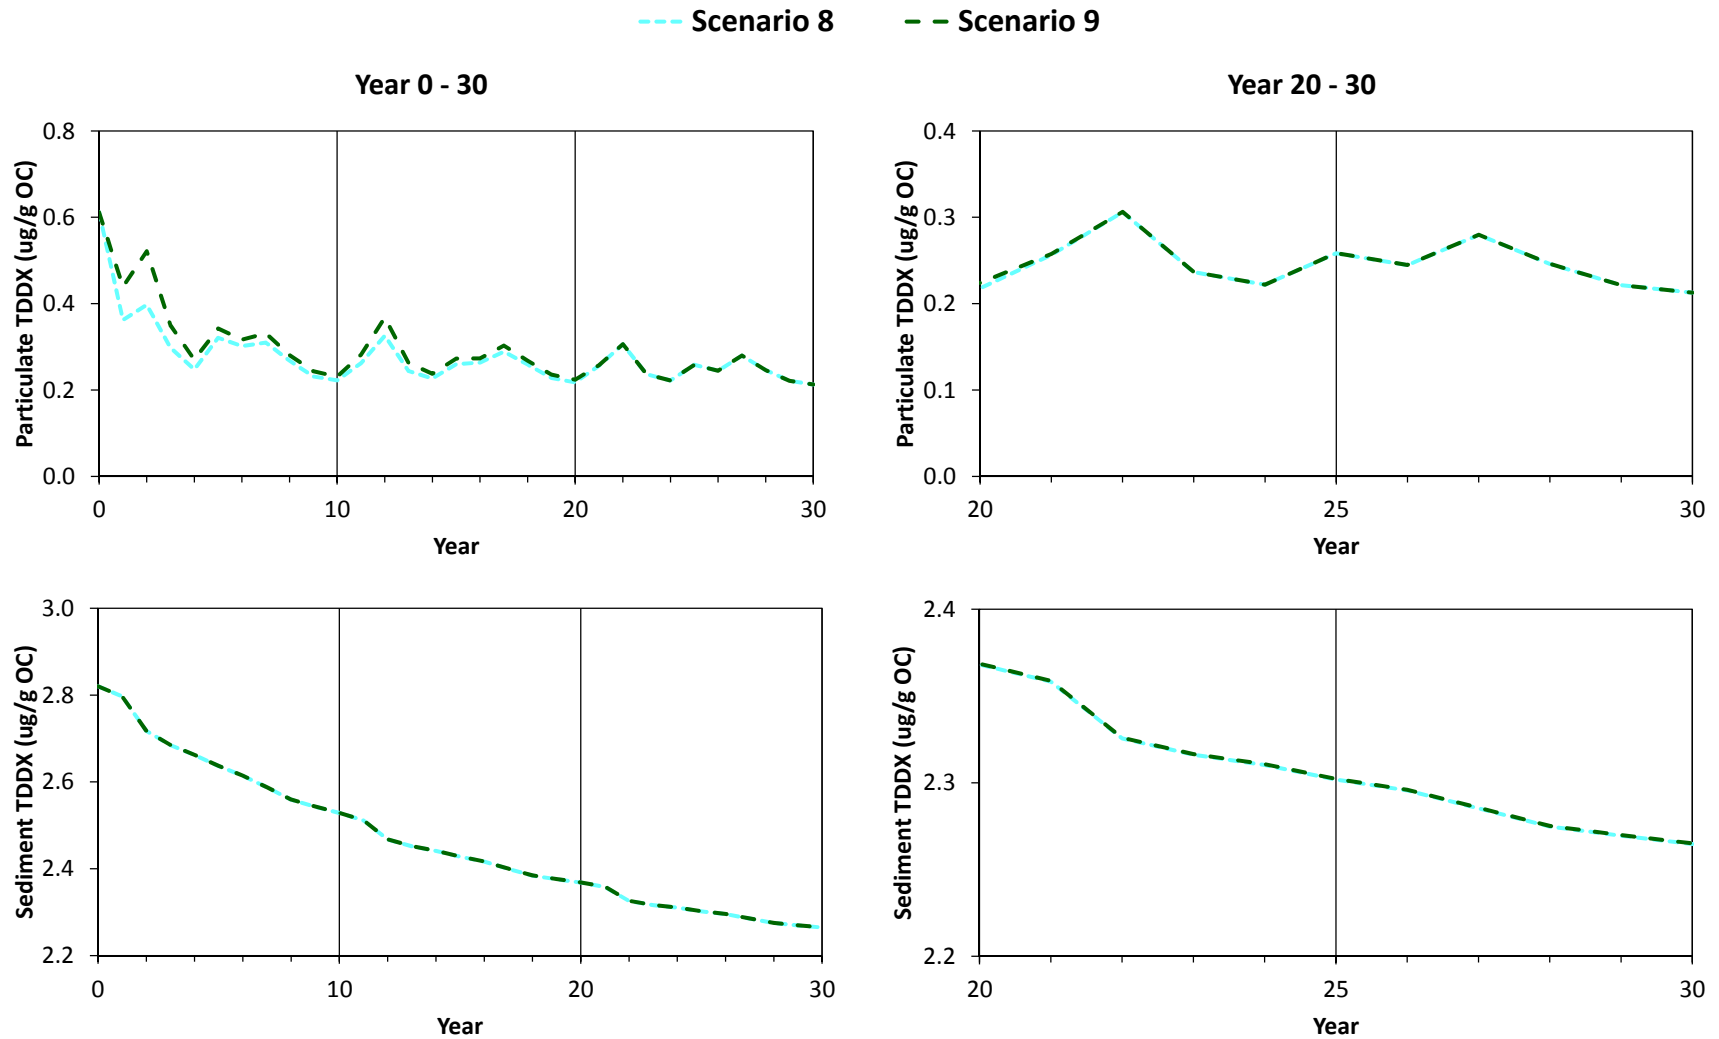 Scenario 8 Scenario 9
Year 0 - 30
Particulate TDDX (ug/g OC)
0.8
0.6
0.4
0.2
0.0
0 10 20 30
Year
Year 20 - 30
Particulate TDDX (ug/g OC)
0.4
0.3
0.2
0.1
0.0
20 25 30
Year
Sediment TDDX (ug/g OC)
3.0
2.8
2.6
2.4
2.2
0 10 20 30
Year
Sediment TDDX (ug/g OC)
2.4
2.3
2.2
20 25 30
Year